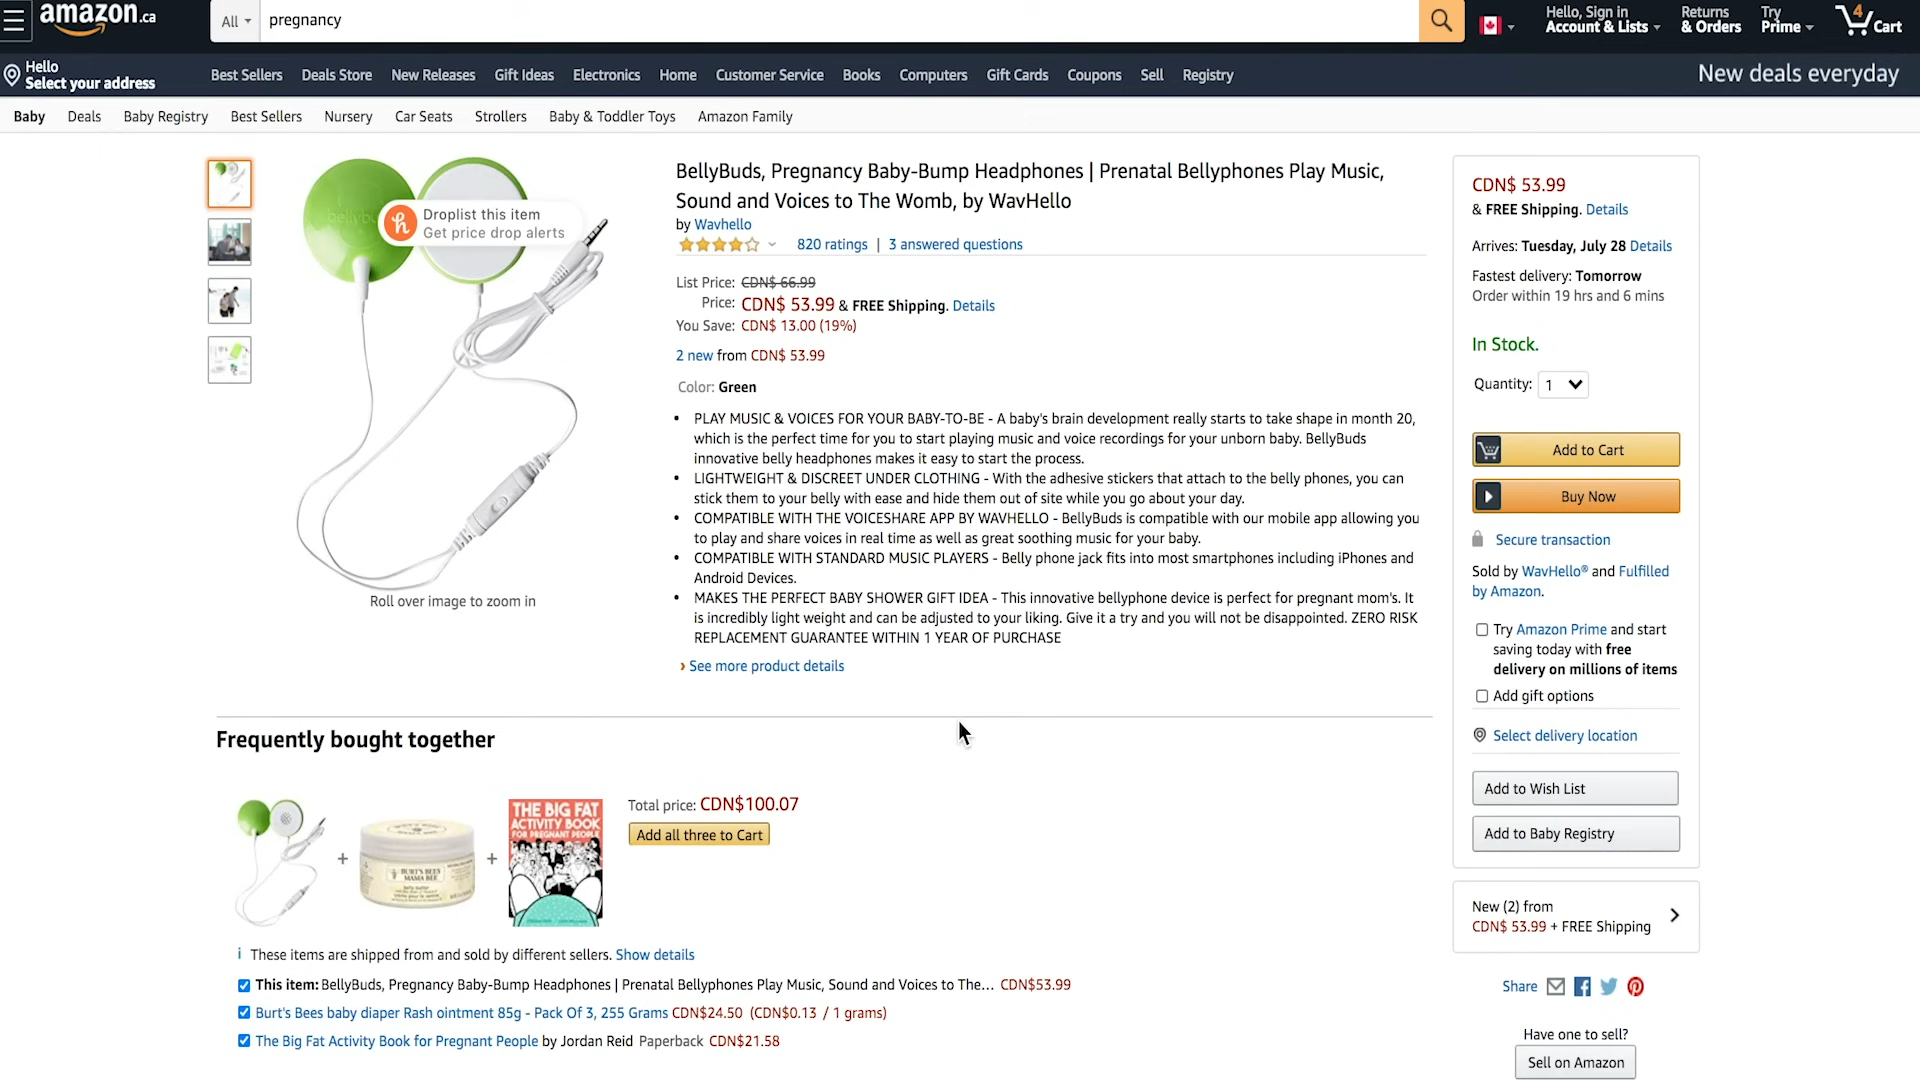 amazon.ca
All
pregnancy
Hello, Sign in
Account & Lists
Returns
& Orders
Try
Prime
4
Cart
Hello
Select your address
Best Sellers
Deals Store
New Releases
Gift Ideas
Electronics
Home
Customer Service
Books
Computers
Gift Cards
Coupons
Sell
Registry
New deals everyday
Baby
Deals
Baby Registry
Best Sellers
Nursery
Car Seats
Strollers
Baby & Toddler Toys
Amazon Family
Droplist this item
Get price drop alerts
Roll over image to zoom in
BellyBuds, Pregnancy Baby-Bump Headphones | Prenatal Bellyphones Play Music,
Sound and Voices to The Womb, by WavHello
by Wavhello
820 ratings | 3 answered questions
List Price: CDN$ 66.99
Price: CDN$ 53.99 & FREE Shipping. Details
You Save: CDN$ 13.00 (19%)
2 new from CDN$ 53.99
Color: Green
• PLAY MUSIC & VOICES FOR YOUR BABY-TO-BE - A baby's brain development really starts to take shape in month 20,
which is the perfect time for you to start playing music and voice recordings for your unborn baby. BellyBuds
innovative belly headphones makes it easy to start the process.
• LIGHTWEIGHT & DISCREET UNDER CLOTHING - With the adhesive stickers that attach to the belly phones, you can
stick them to your belly with ease and hide them out of site while you go about your day.
• COMPATIBLE WITH THE VOICESHARE APP BY WAVHELLO - BellyBuds is compatible with our mobile app allowing you
to play and share voices in real time as well as great soothing music for your baby.
• COMPATIBLE WITH STANDARD MUSIC PLAYERS - Belly phone jack fits into most smartphones including iPhones and
Android Devices.
• MAKES THE PERFECT BABY SHOWER GIFT IDEA - This innovative bellyphone device is perfect for pregnant mom's. It
is incredibly light weight and can be adjusted to your liking. Give it a try and you will not be disappointed. ZERO RISK
REPLACEMENT GUARANTEE WITHIN 1 YEAR OF PURCHASE
› See more product details
CDN$ 53.99
& FREE Shipping. Details
Arrives: Tuesday, July 28 Details
Fastest delivery: Tomorrow
Order within 19 hrs and 6 mins
In Stock.
Quantity: 1
Add to Cart
Buy Now
Secure transaction
Sold by WavHello® and Fulfilled
by Amazon.
Try Amazon Prime and start
saving today with free
delivery on millions of items
Add gift options
Select delivery location
Add to Wish List
Add to Baby Registry
New (2) from
CDN$ 53.99 + FREE Shipping
Share
Have one to sell?
Sell on Amazon
Frequently bought together
+
BURT'S BEES
MAMA BEE
+
THE BIG FAT
ACTIVITY BOOK
FOR PREGNANT PEOPLE
Total price: CDN$100.07
Add all three to Cart
i These items are shipped from and sold by different sellers. Show details
This item: BellyBuds, Pregnancy Baby-Bump Headphones | Prenatal Bellyphones Play Music, Sound and Voices to The... CDN$53.99
Burt's Bees baby diaper Rash ointment 85g - Pack Of 3, 255 Grams CDN$24.50 (CDN$0.13 / 1 grams)
The Big Fat Activity Book for Pregnant People by Jordan Reid Paperback CDN$21.58